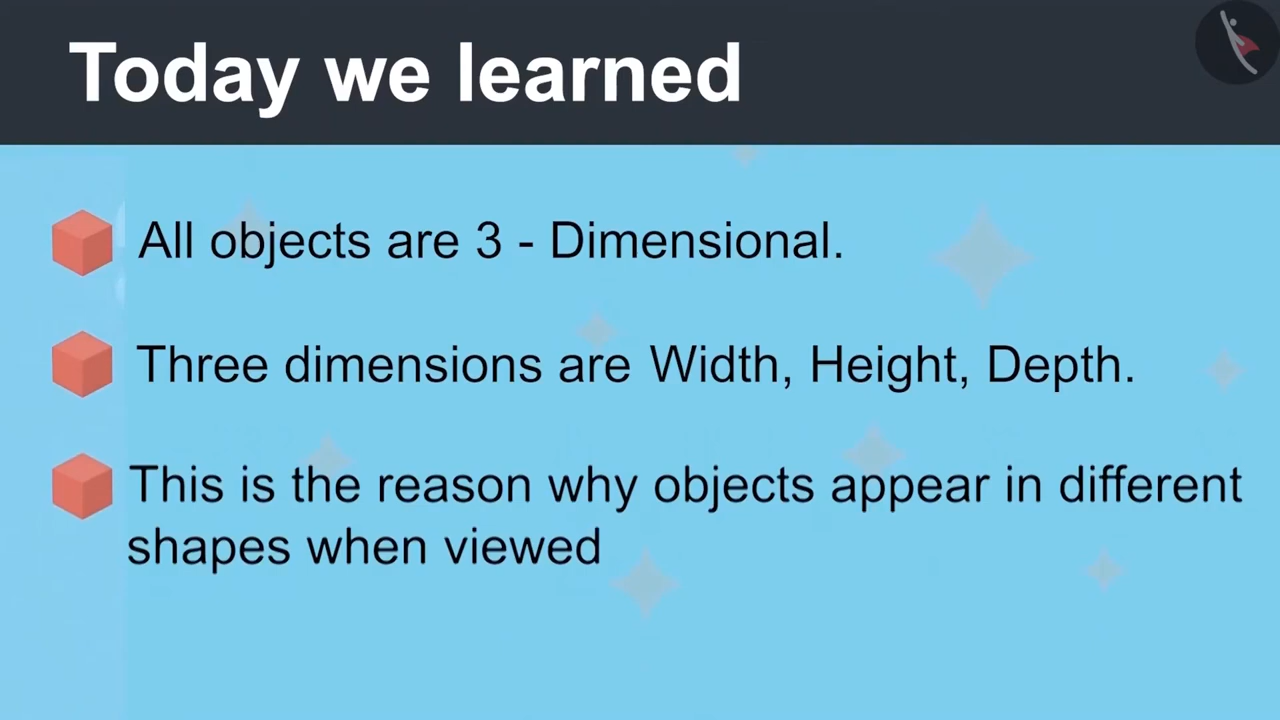 Today we learned
All objects are 3 - Dimensional.
Three dimensions are Width, Height, Depth.
This is the reason why objects appear in different
shapes when viewed